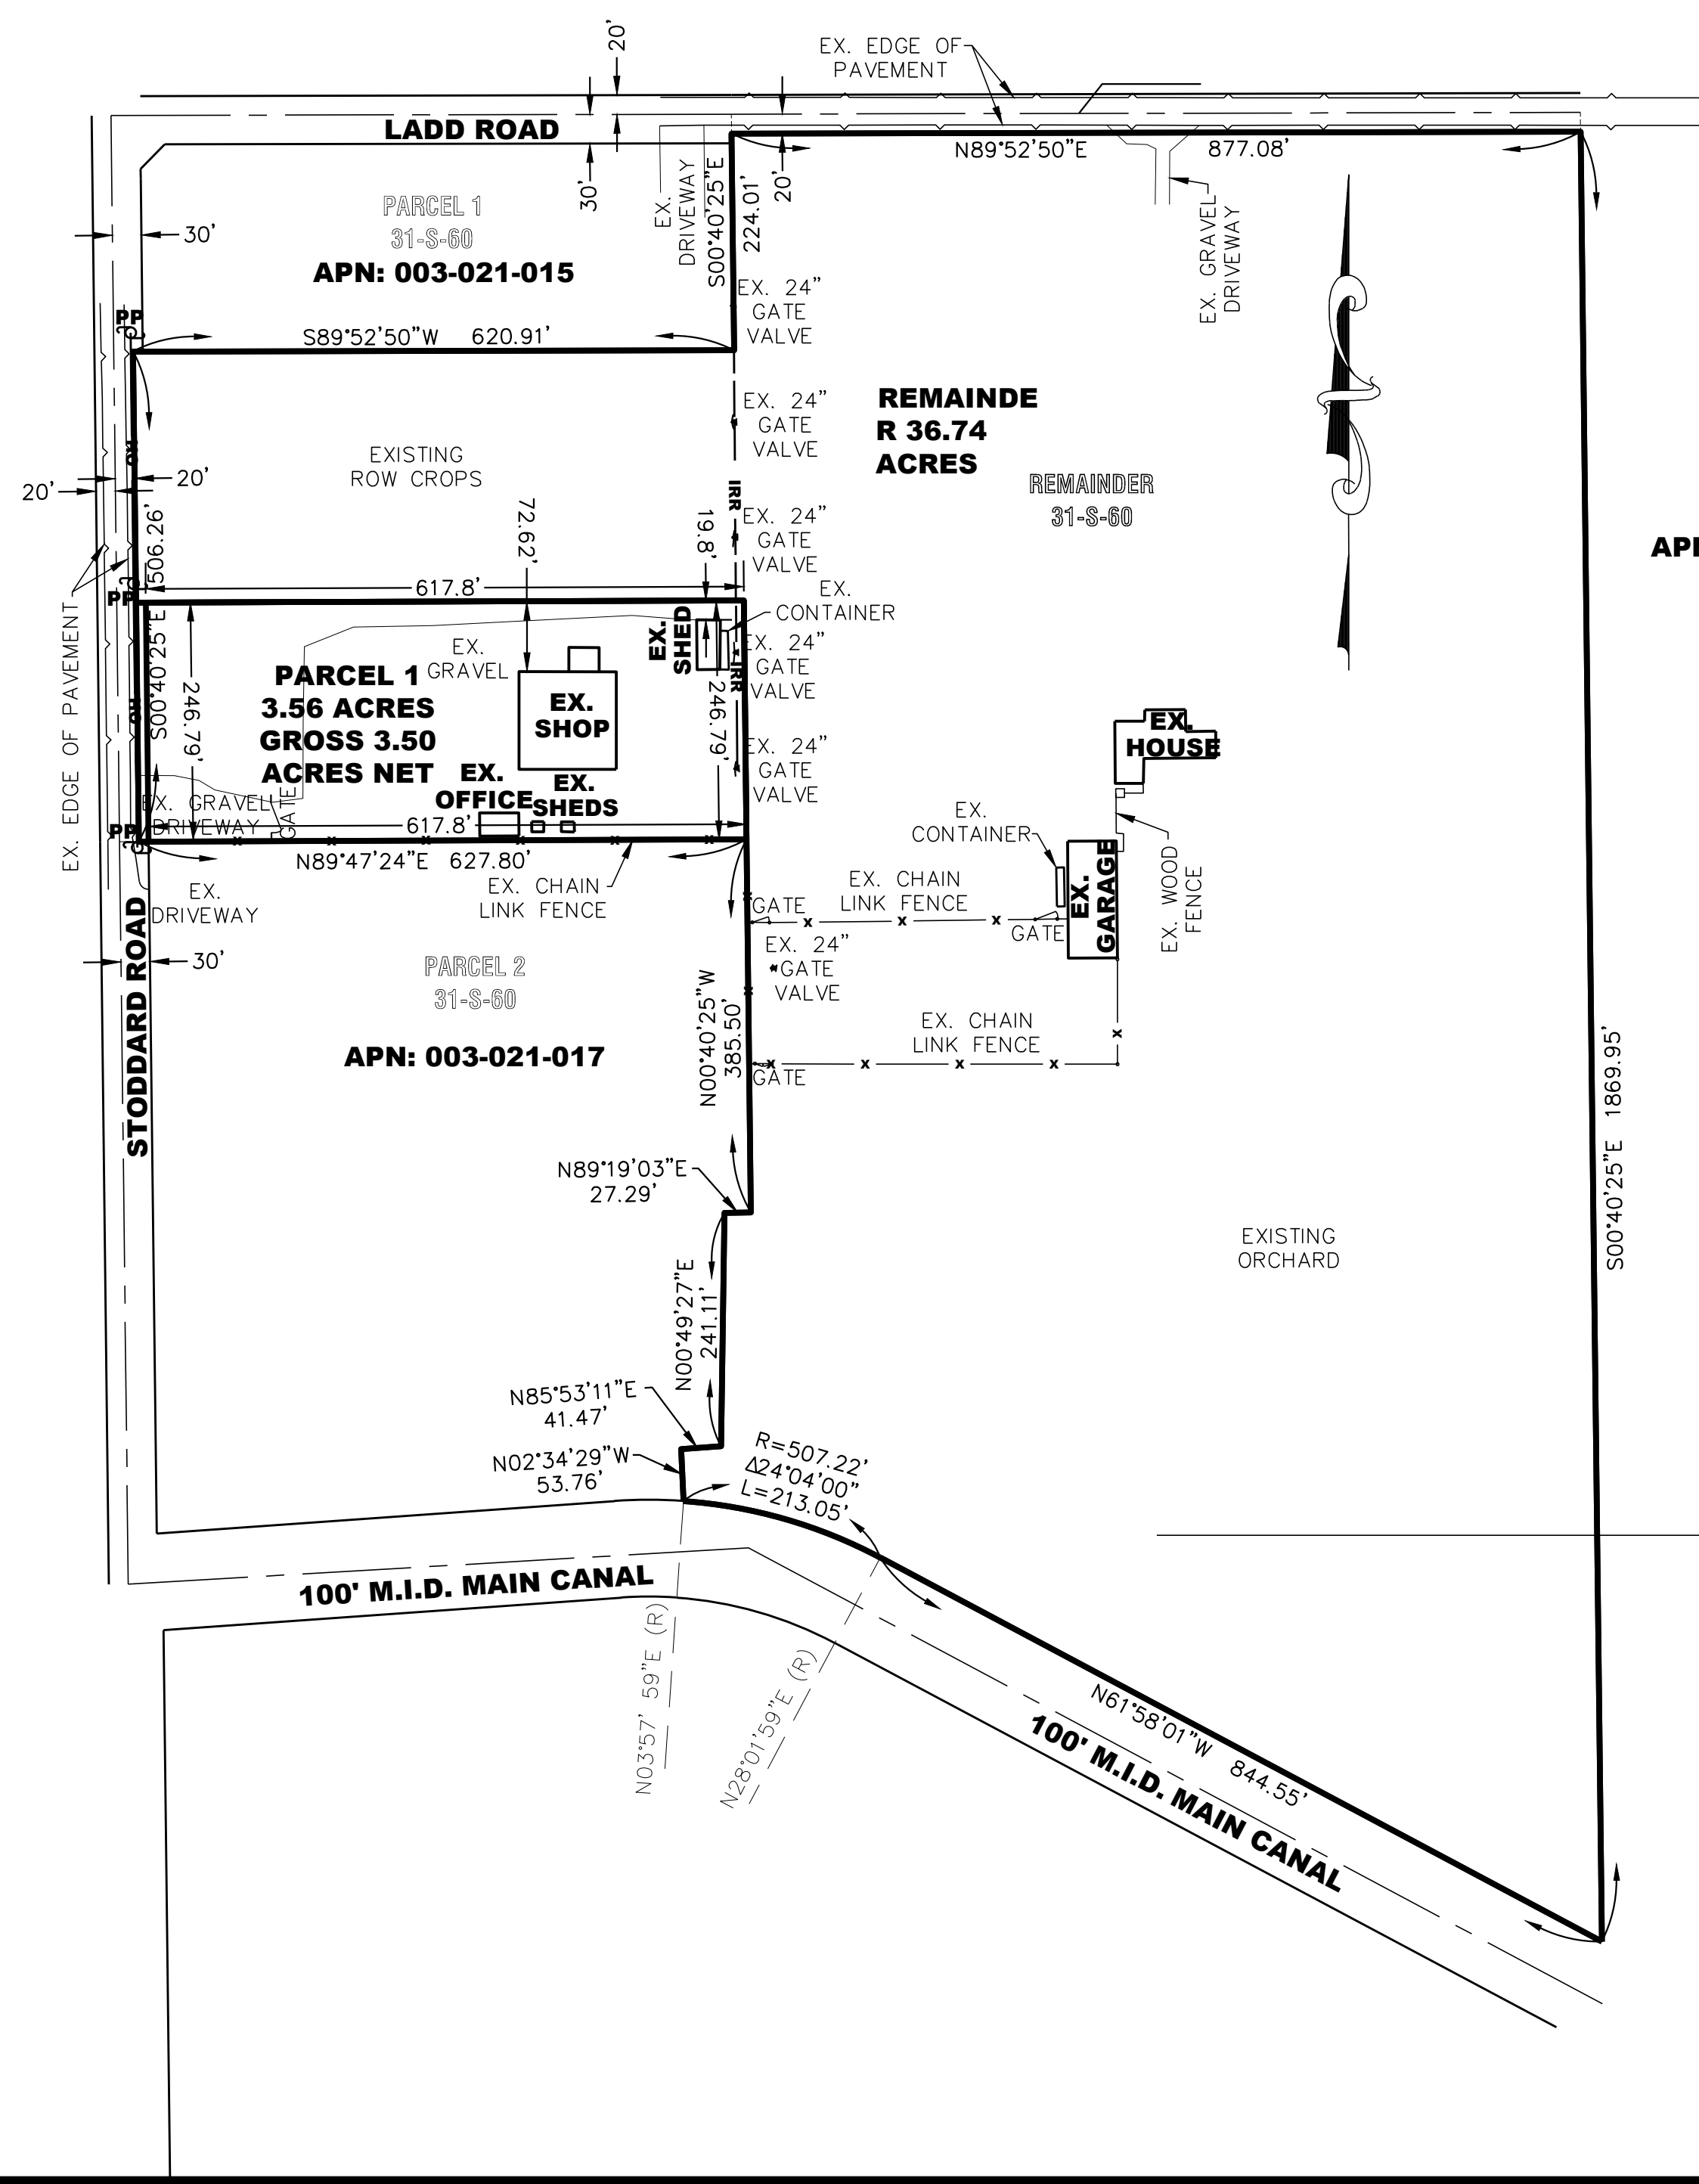 20'
EX. EDGE OF
PAVEMENT
LADD ROAD
N89°52'50"E 877.08'
30'
20'
EX.
DRIVEWAY
S00°40'25"E
224.01'
EX. GRAVEL
DRIVEWAY
PARCEL 1
31-S-60
APN: 003-021-015
30'
PP
EX. 24"
GATE
VALVE
S89°52'50"W 620.91'
EX. 24"
GATE
VALVE
REMAINDE
R 36.74
ACRES
REMAINDER
31-S-60
EXISTING
ROW CROPS
20'
20'
IRR
EX. 24"
GATE
VALVE
72.62'
19.8'
506.26'
S00°40'25"E
617.8'
PP
EX. EDGE OF PAVEMENT
EX.
CONTAINER
EX.
SHED
EX. 24"
GATE
VALVE
IRR
EX.
GRAVEL
PARCEL 1
3.56 ACRES
GROSS 3.50
ACRES NET
246.79'
246.79'
EX.
SHOP
EX.
OFFICE
EX.
SHEDS
EX. 24"
GATE
VALVE
EX.
HOUSE
EX. GRAVEL
DRIVEWAY
GATE
PP
617.8'
N89°47'24"E 627.80'
EX. CHAIN
LINK FENCE
EX.
DRIVEWAY
EX.
CONTAINER
EX.
GARAGE
EX. WOOD
FENCE
EX. CHAIN
LINK FENCE
GATE
GATE
EX. 24"
GATE
VALVE
30'
PARCEL 2
31-S-60
APN: 003-021-017
STODDARD ROAD
N00°40'25"W
385.50'
EX. CHAIN
LINK FENCE
GATE
S00°40'25"E 1869.95'
N89°19'03"E
27.29'
EXISTING
ORCHARD
N00°49'27"E
241.11'
N85°53'11"E
41.47'
N02°34'29"W
53.76'
R=507.22'
Δ24°04'00"
L=213.05'
100' M.I.D. MAIN CANAL
N03°57' 59"E (R)
N28°01'59"E (R)
N61°58'01"W 844.55'
100' M.I.D. MAIN CANAL